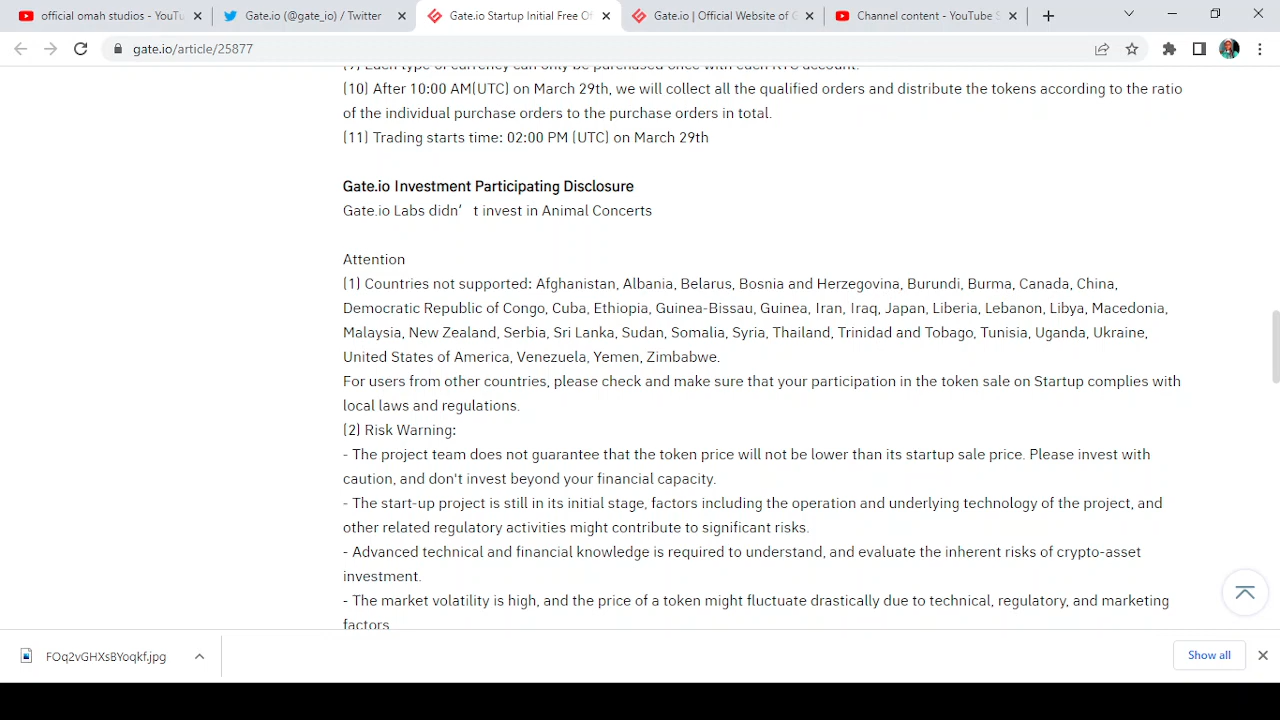 official omah studios - YouTu
Gate.io (@gate_io) / Twitter
Gate.io Startup Initial Free Of
Gate.io | Official Website of G
Channel content - YouTube S
gate.io/article/25877
(9) Each type of currency can only be purchased once with each KYC account.
(10) After 10:00 AM(UTC) on March 29th, we will collect all the qualified orders and distribute the tokens according to the ratio
of the individual purchase orders to the purchase orders in total.
(11) Trading starts time: 02:00 PM (UTC) on March 29th
Gate.io Investment Participating Disclosure
Gate.io Labs didn’ t invest in Animal Concerts
Attention
(1) Countries not supported: Afghanistan, Albania, Belarus, Bosnia and Herzegovina, Burundi, Burma, Canada, China,
Democratic Republic of Congo, Cuba, Ethiopia, Guinea-Bissau, Guinea, Iran, Iraq, Japan, Liberia, Lebanon, Libya, Macedonia,
Malaysia, New Zealand, Serbia, Sri Lanka, Sudan, Somalia, Syria, Thailand, Trinidad and Tobago, Tunisia, Uganda, Ukraine,
United States of America, Venezuela, Yemen, Zimbabwe.
For users from other countries, please check and make sure that your participation in the token sale on Startup complies with
local laws and regulations.
(2) Risk Warning:
- The project team does not guarantee that the token price will not be lower than its startup sale price. Please invest with
caution, and don't invest beyond your financial capacity.
- The start-up project is still in its initial stage, factors including the operation and underlying technology of the project, and
other related regulatory activities might contribute to significant risks.
- Advanced technical and financial knowledge is required to understand, and evaluate the inherent risks of crypto-asset
investment.
- The market volatility is high, and the price of a token might fluctuate drastically due to technical, regulatory, and marketing
factors
FOq2vGHXsBYoqkf.jpg
Show all